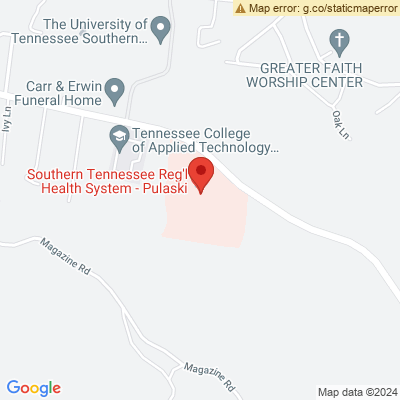 Map error: g.co/staticmaperror
The University of
Tennessee Southern...
GREATER FAITH
WORSHIP CENTER
Carr & Erwin
Funeral Home
Ivy Ln
Oak Ln
Tennessee College
of Applied Technology...
Southern Tennessee Reg'l
Health System - Pulaski
Magazine Rd
Magazine Rd
Google
Map data ©2024